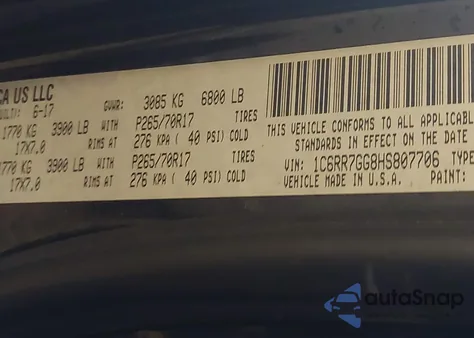 CA US LLC
6-17 GVWR: 3085 KG 6800 LB
1770 KG 3900 LB WITH P265/70R17 TIRES
17X7.0 RIMS AT 276 KPA ( 40 PSI) COLD
1770 KG 3900 LB WITH P265/70R17 TIRES
17X7.0 RIMS AT 276 KPA ( 40 PSI) COLD
THIS VEHICLE CONFORMS TO ALL APPLICABL
STANDARDS IN EFFECT ON THE DATE
VIN: 1C6RR7GG8HS807706 TYPE
VEHICLE MADE IN U.S.A. PAINT:
autoSnap